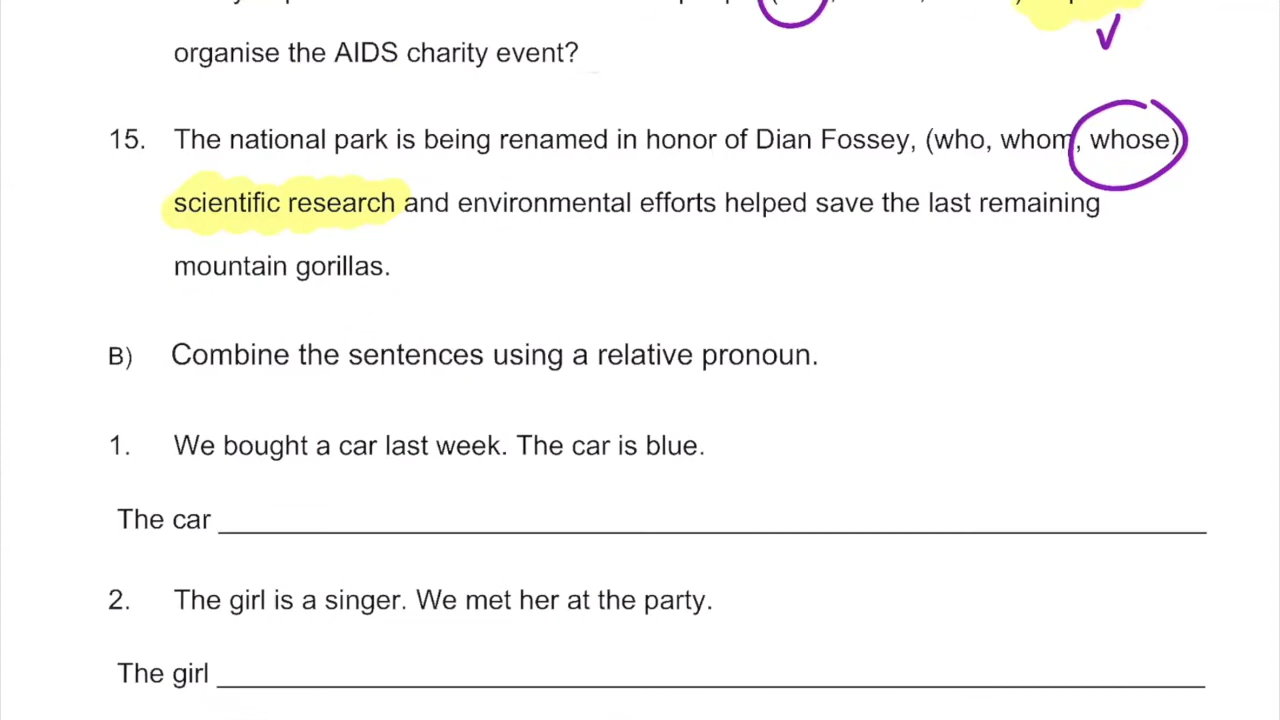 organise the AIDS charity event?
15. The national park is being renamed in honor of Dian Fossey, (who, whom, whose)
scientific research and environmental efforts helped save the last remaining
mountain gorillas.
B) Combine the sentences using a relative pronoun.
1. We bought a car last week. The car is blue.
The car
2. The girl is a singer. We met her at the party.
The girl